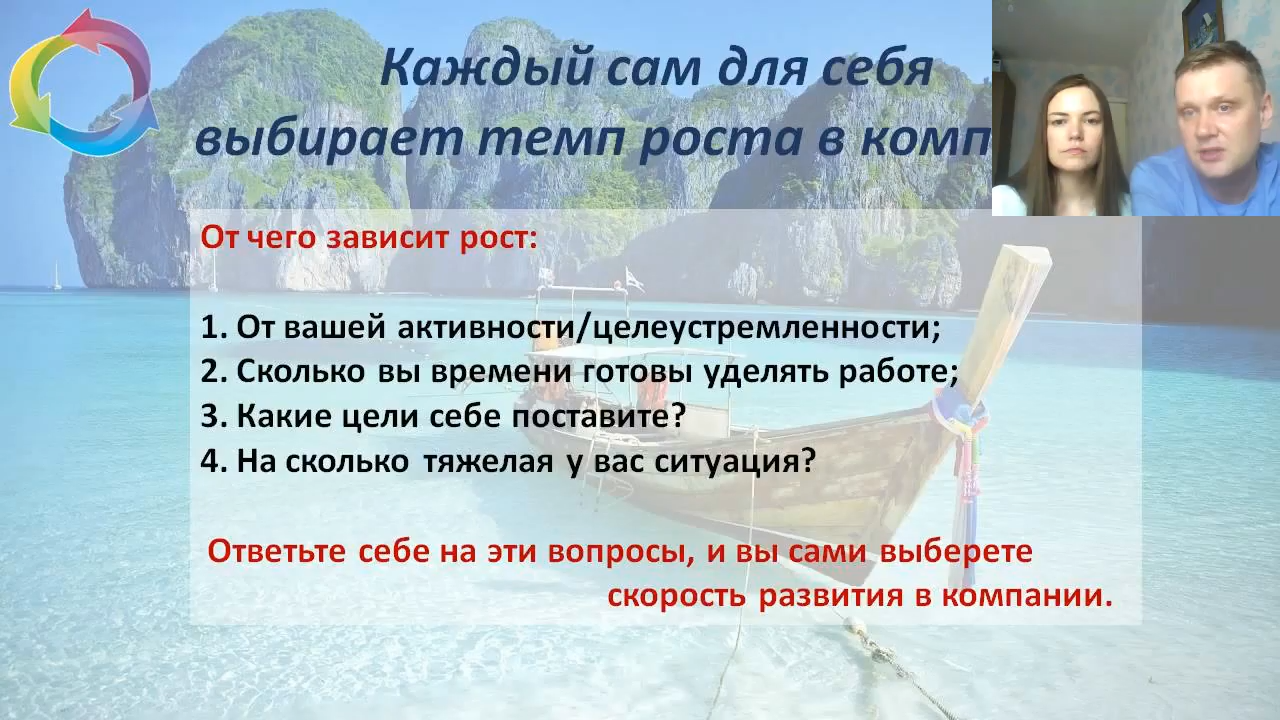 Каждый сам для себя
выбирает темп роста в комп
От чего зависит рост:
1. От вашей активности/целеустремленности;
2. Сколько вы времени готовы уделять работе;
3. Какие цели себе поставите?
4. На сколько тяжелая у вас ситуация?
Ответьте себе на эти вопросы, и вы сами выберете
скорость развития в компании.